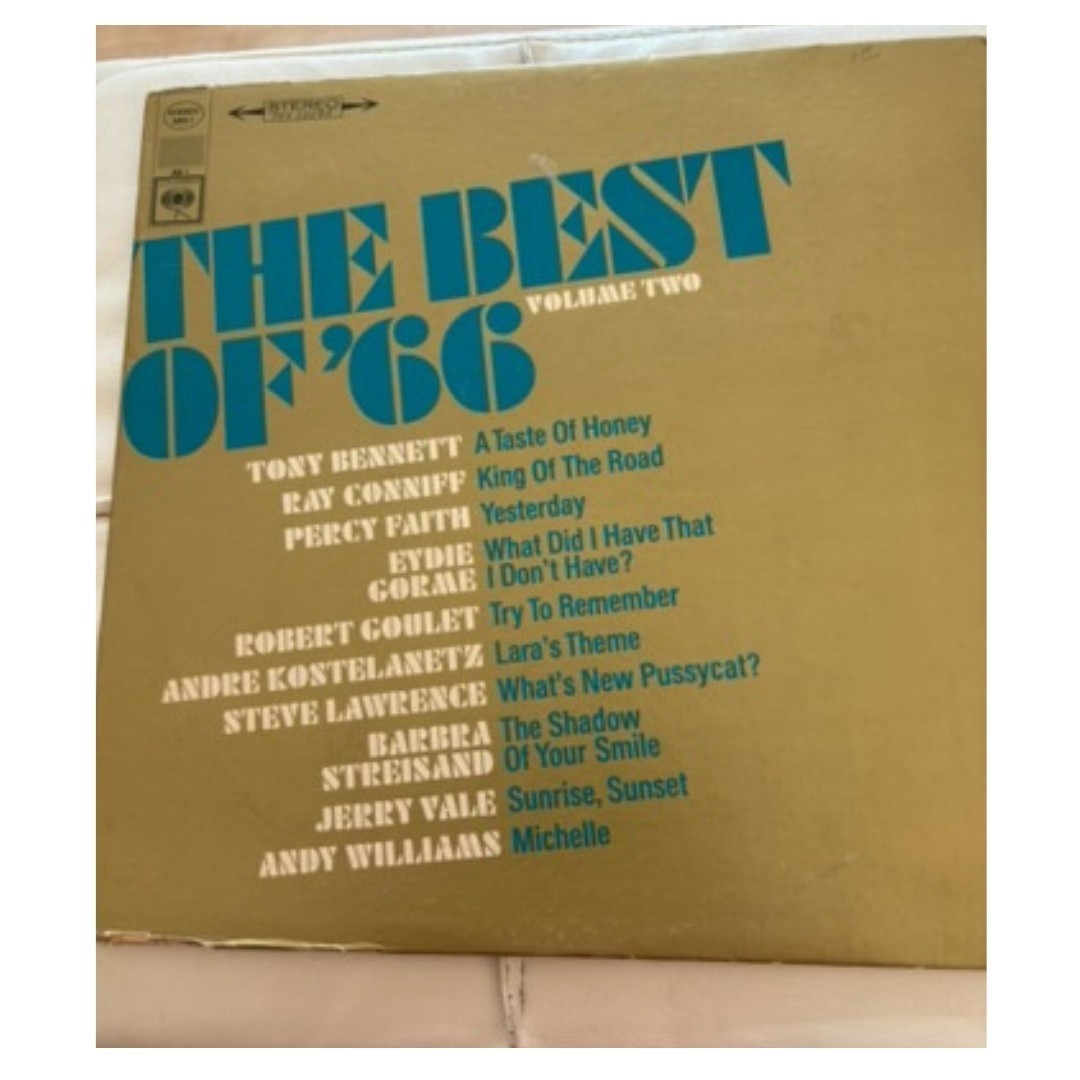 STEREO
THE BEST
OF '66
VOLUME TWO
TONY BENNETT A Taste Of Honey
RAY CONNIFF King Of The Road
PERCY FAITH Yesterday
EYDIE What Did I Have That
GORME I Don't Have?
ROBERT GOULET Try To Remember
ANDRE KOSTELANETZ Lara's Theme
STEVE LAWRENCE What's New Pussycat?
BARBRA The Shadow
STREISAND Of Your Smile
JERRY VALE Sunrise, Sunset
ANDY WILLIAMS Michelle